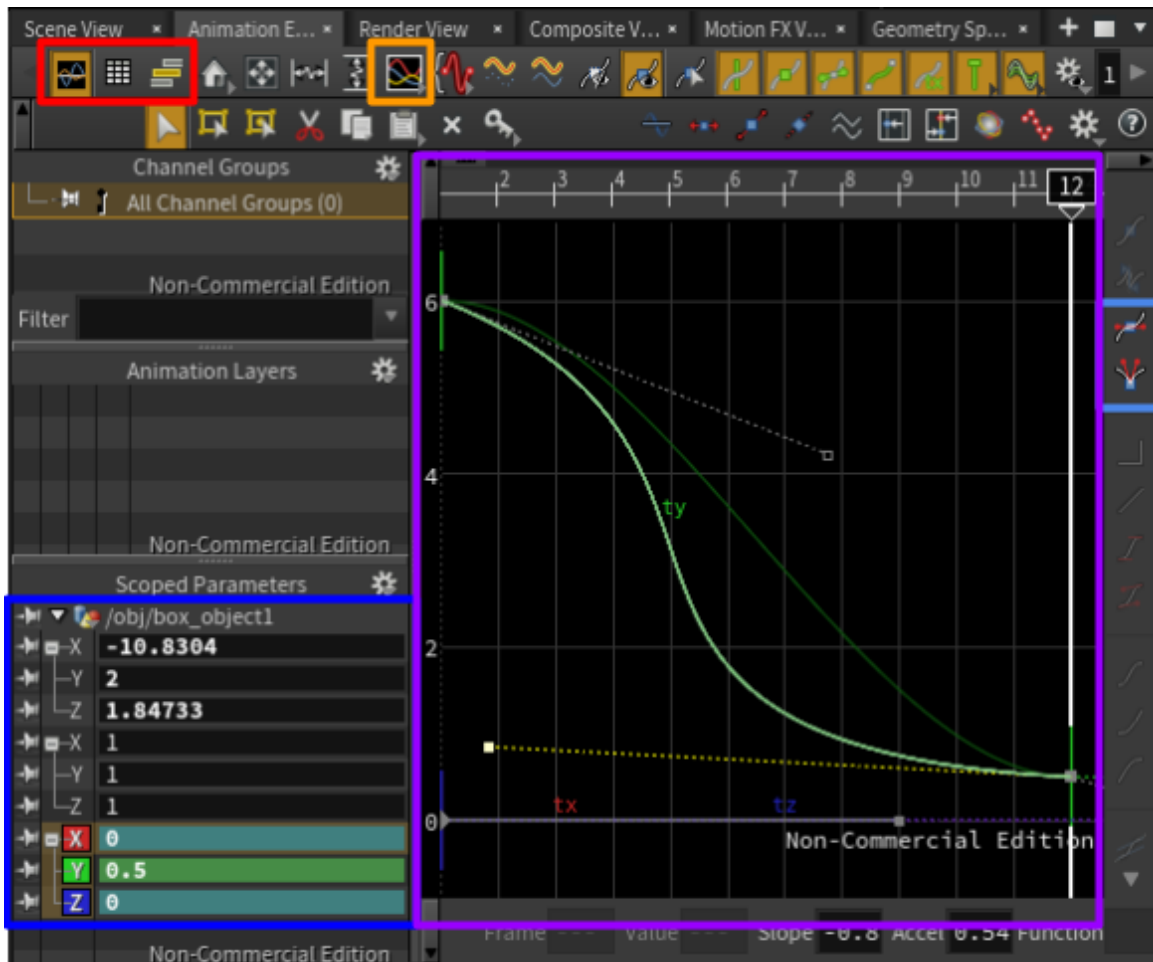 Scene View × Animation E... × Render View × Composite V... × Motion FX V... × Geometry Sp... ×
1
Channel Groups
All Channel Groups (0)
Non-Commercial Edition
Filter
Animation Layers
Non-Commercial Edition
Scoped Parameters
/obj/box_object1
X -10.8304
Y 2
Z 1.84733
X 1
Y 1
Z 1
X 0
Y 0.5
Z 0
Non-Commercial Edition
2 3 4 5 6 7 8 9 10 11 12
6
4
ty
2
tx tz
0
Non-Commercial Edition
Frame --- Value --- Slope -0.8 Accel 0.54 Function